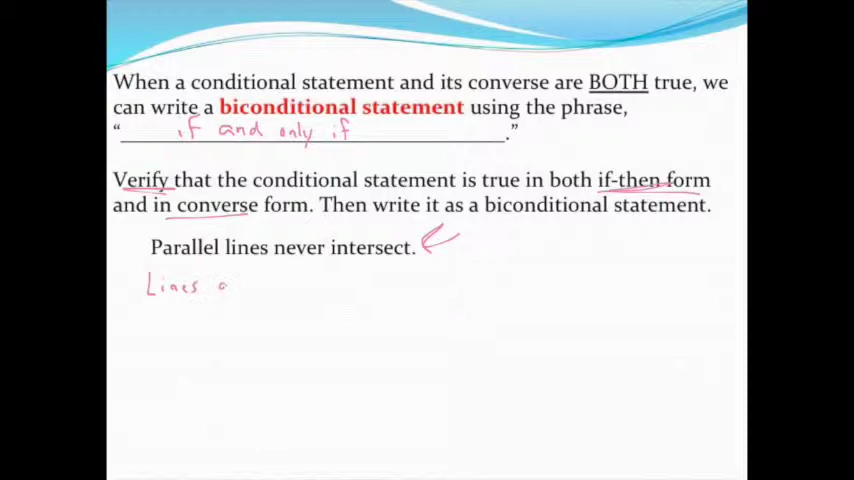 When a conditional statement and its converse are BOTH true, we
can write a biconditional statement using the phrase,
“ if and only if .”
Verify that the conditional statement is true in both if-then form
and in converse form. Then write it as a biconditional statement.
Parallel lines never intersect.
Lines a